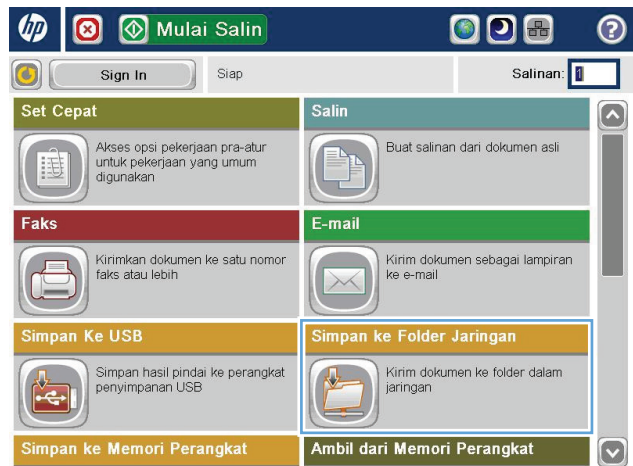 hp
Mulai Salin
?
Sign In
Siap
Salinan: 1
Set Cepat
Akses opsi pekerjaan pra-atur
untuk pekerjaan yang umum
digunakan
Salin
Buat salinan dari dokumen asli
Faks
Kirimkan dokumen ke satu nomor
faks atau lebih
E-mail
Kirim dokumen sebagai lampiran
ke e-mail
Simpan Ke USB
Simpan hasil pindai ke perangkat
penyimpanan USB
Simpan ke Folder Jaringan
Kirim dokumen ke folder dalam
jaringan
Simpan ke Memori Perangkat
Ambil dari Memori Perangkat